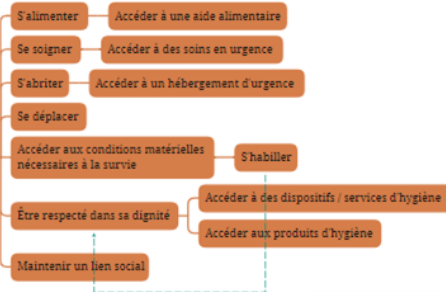 S'alimenter
Accéder à une aide alimentaire
Se soigner
Accéder à des soins en urgence
S'abriter
Accéder à un hébergement d'urgence
Se déplacer
Accéder aux conditions matérielles
nécessaires à la survie
S'habiller
Être respecté dans sa dignité
Accéder à des dispositifs / services d'hygiène
Accéder aux produits d'hygiène
Maintenir un lien social